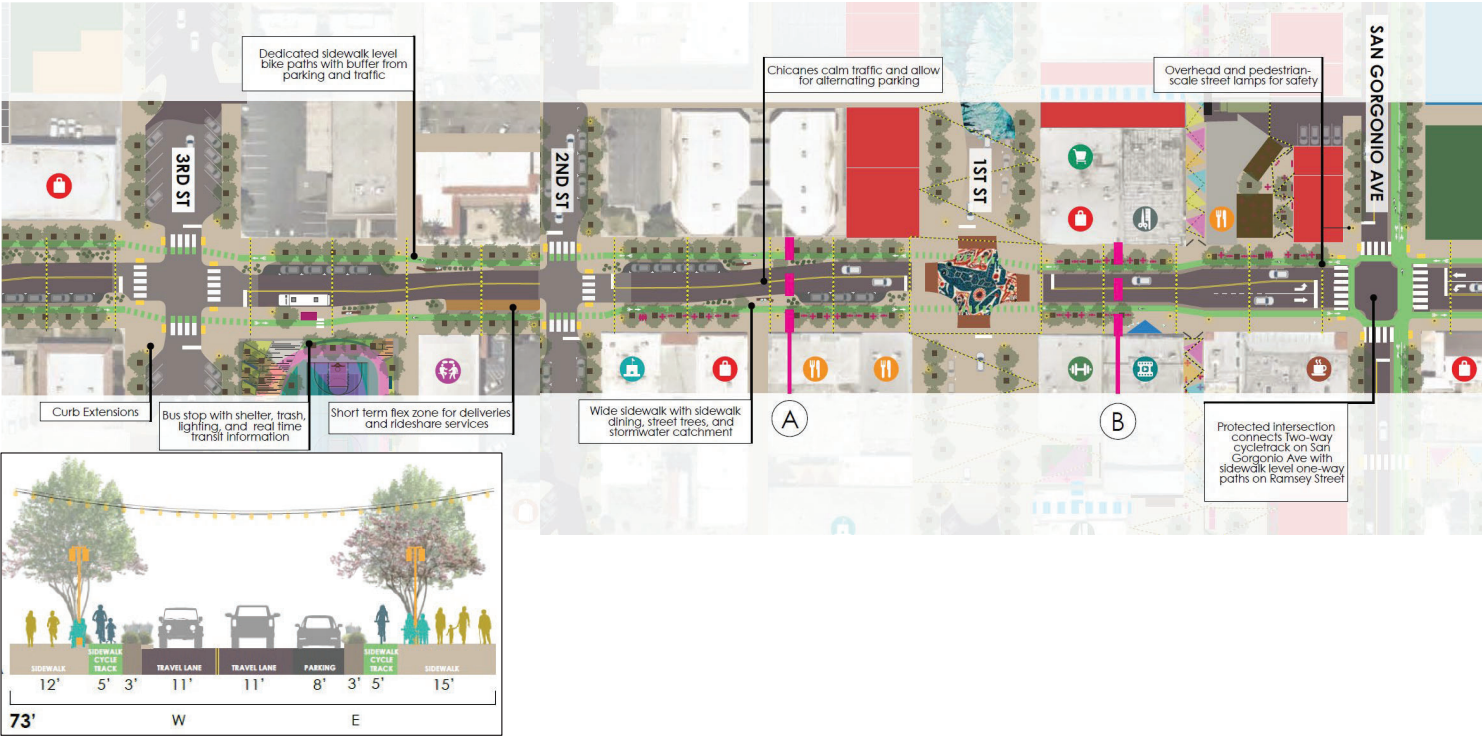 Dedicated sidewalk level
bike paths with buffer from
parking and traffic
Chicanes calm traffic and allow
for alternating parking
Overhead and pedestrian-
scale street lamps for safety
SAN GORGONIO AVE
3RD ST
2ND ST
1ST ST
Curb Extensions
Bus stop with shelter, trash,
lighting, and real time
transit information
Short term flex zone for deliveries
and rideshare services
Wide sidewalk with sidewalk
dining, street trees, and
stormwater catchment
A
B
Protected intersection
connects Two-way
cycletrack on San
Gorgonio Ave with
sidewalk level one-way
paths on Ramsey Street
SIDEWALK
SIDEWALK
CYCLE
TRACK
TRAVEL LANE
TRAVEL LANE
PARKING
SIDEWALK
CYCLE
TRACK
SIDEWALK
12' 5' 3' 11' 11' 8' 3' 5' 15'
73' W E